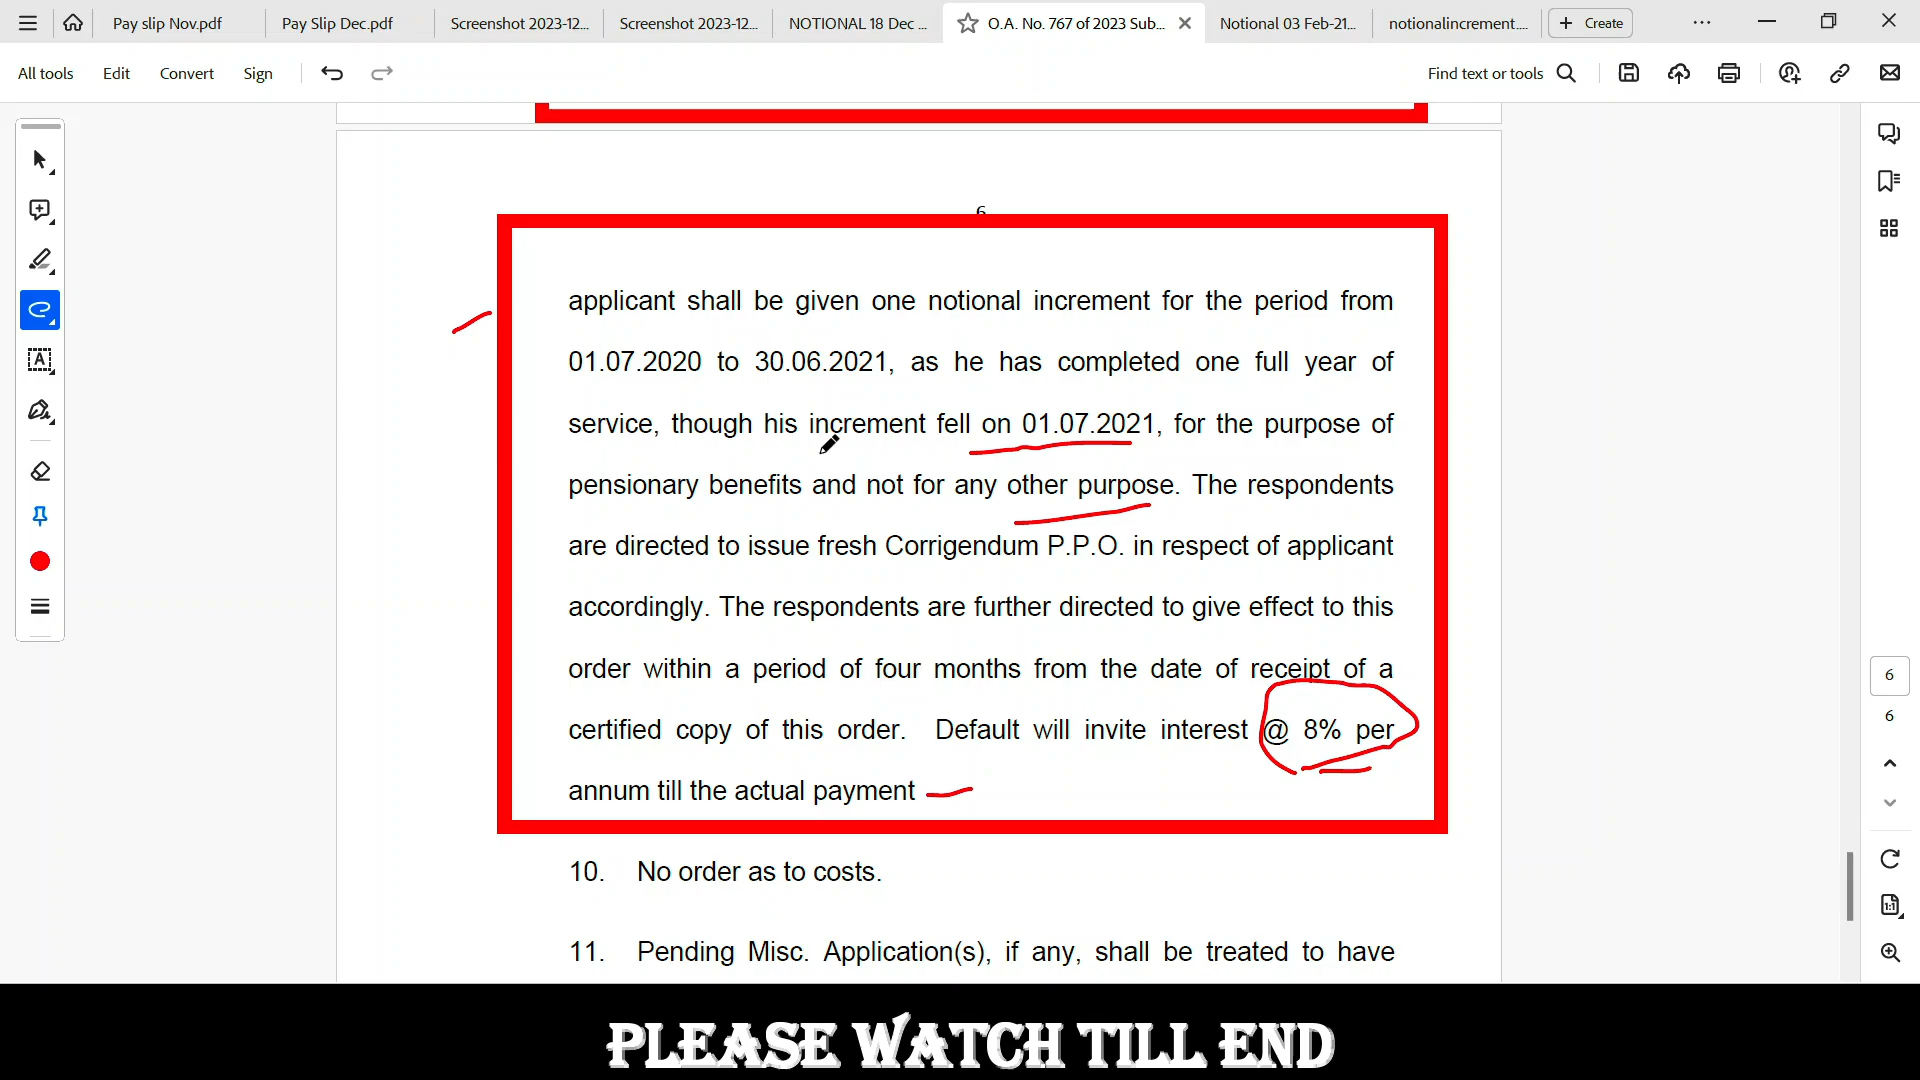 Pay slip Nov.pdf
Pay Slip Dec.pdf
Screenshot 2023-12...
Screenshot 2023-12...
NOTIONAL 18 Dec ...
O.A. No. 767 of 2023 Sub...
Notional 03 Feb-21...
notionalincrement....
+ Create
All tools
Edit
Convert
Sign
Find text or tools
6
applicant shall be given one notional increment for the period from
01.07.2020 to 30.06.2021, as he has completed one full year of
service, though his increment fell on 01.07.2021, for the purpose of
pensionary benefits and not for any other purpose. The respondents
are directed to issue fresh Corrigendum P.P.O. in respect of applicant
accordingly. The respondents are further directed to give effect to this
order within a period of four months from the date of receipt of a
certified copy of this order. Default will invite interest @ 8% per
annum till the actual payment
10. No order as to costs.
11. Pending Misc. Application(s), if any, shall be treated to have
6
6
PLEASE WATCH TILL END